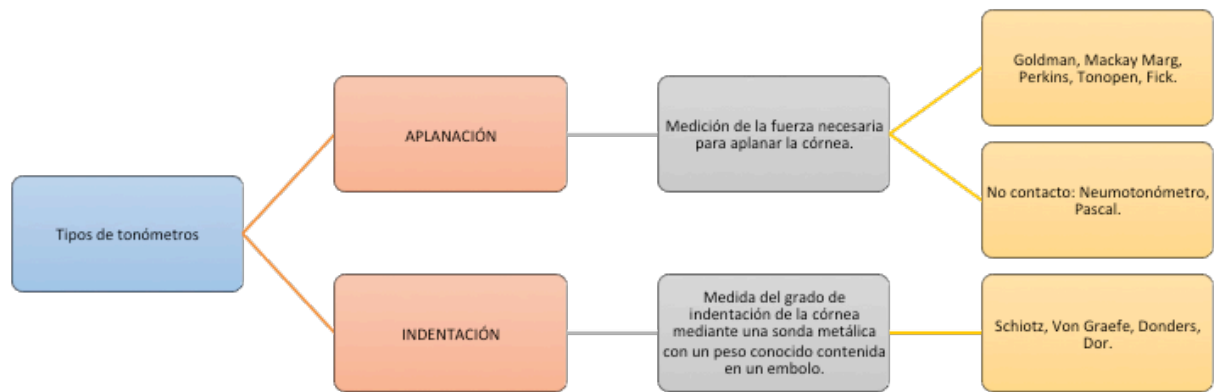 Tipos de tonómetros
APLANACIÓN
Medición de la fuerza necesaria
para aplanar la córnea.
Goldman, Mackay Marg,
Perkins, Tonopen, Fick.
No contacto: Neumotonómetro,
Pascal.
INDENTACIÓN
Medida del grado de
indentación de la córnea
mediante una sonda metálica
con un peso conocido contenida
en un embolo.
Schiotz, Von Graefe, Donders,
Dor.